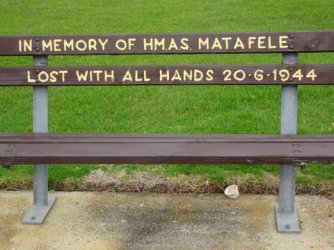 IN MEMORY OF H.M.A.S. MATAFELE
LOST WITH ALL HANDS 20-6-1944